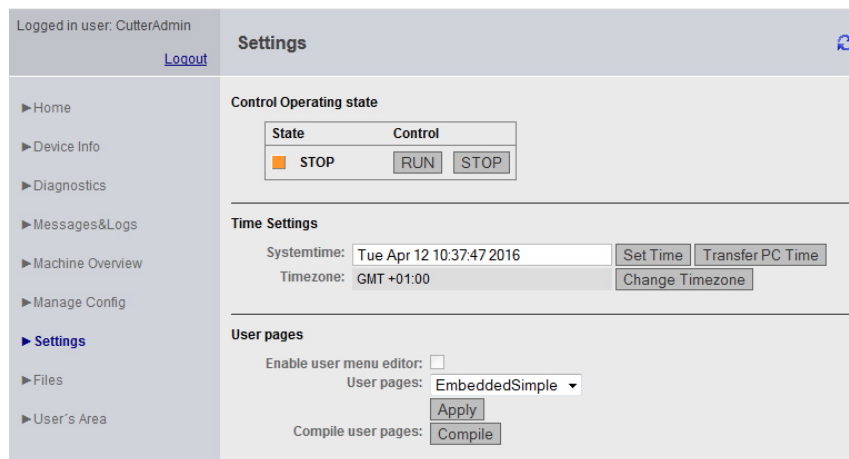 Logged in user: CutterAdmin
Logout
Settings
►Home
►Device Info
►Diagnostics
►Messages&Logs
►Machine Overview
►Manage Config
►Settings
►Files
►User´s Area
Control Operating state
State Control
STOP RUN STOP
Time Settings
Systemtime: Tue Apr 12 10:37:47 2016 Set Time Transfer PC Time
Timezone: GMT +01:00 Change Timezone
User pages
Enable user menu editor:
User pages: EmbeddedSimple
Apply
Compile user pages: Compile